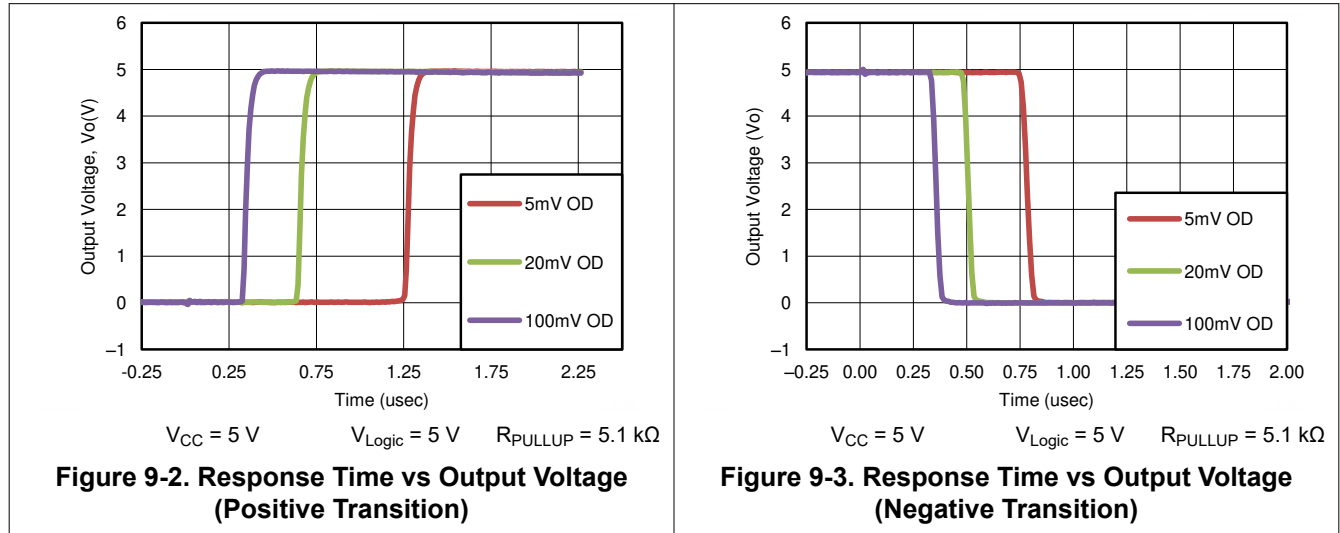 6
5
4
3
2
1
0
–1
Output Voltage, Vo(V)
5mV OD
20mV OD
100mV OD
-0.25 0.25 0.75 1.25 1.75 2.25
Time (usec)
VCC = 5 V VLogic = 5 V RPULLUP = 5.1 kΩ
Figure 9-2. Response Time vs Output Voltage
(Positive Transition)
6
5
4
3
2
1
0
–1
Output Voltage (Vo)
5mV OD
20mV OD
100mV OD
–0.25 0.00 0.25 0.50 0.75 1.00 1.25 1.50 1.75 2.00
Time (usec)
VCC = 5 V VLogic = 5 V RPULLUP = 5.1 kΩ
Figure 9-3. Response Time vs Output Voltage
(Negative Transition)